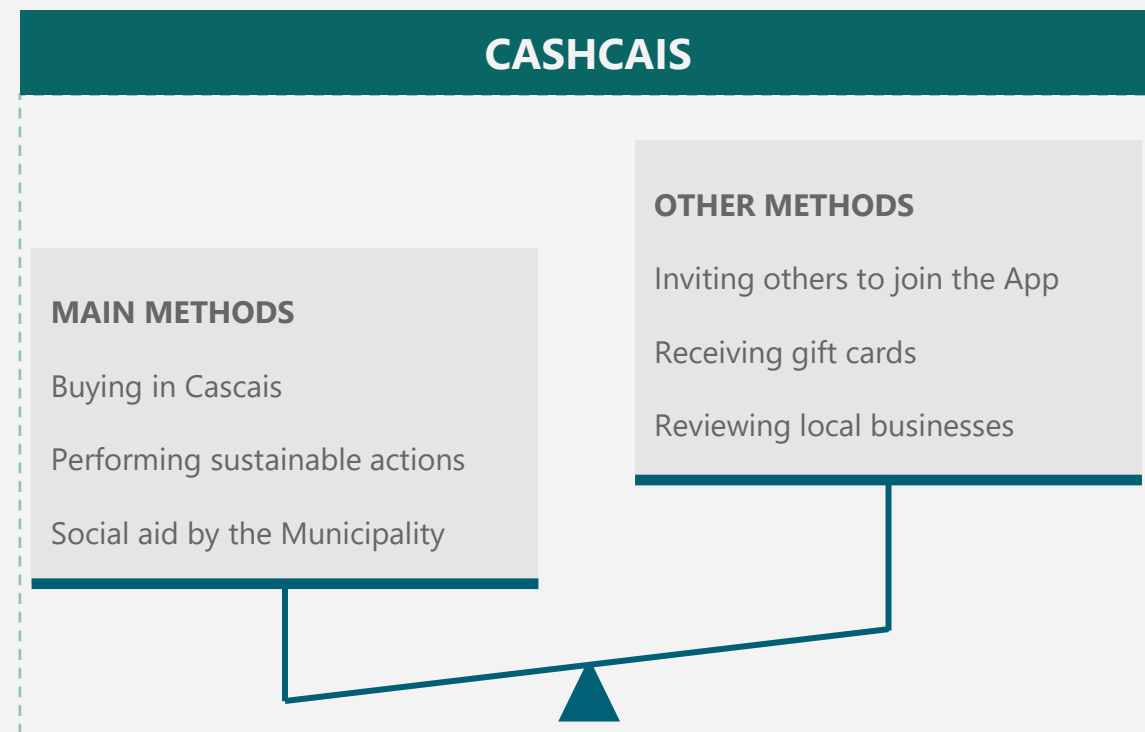 CASHCAIS
MAIN METHODS
Buying in Cascais
Performing sustainable actions
Social aid by the Municipality
OTHER METHODS
Inviting others to join the App
Receiving gift cards
Reviewing local businesses